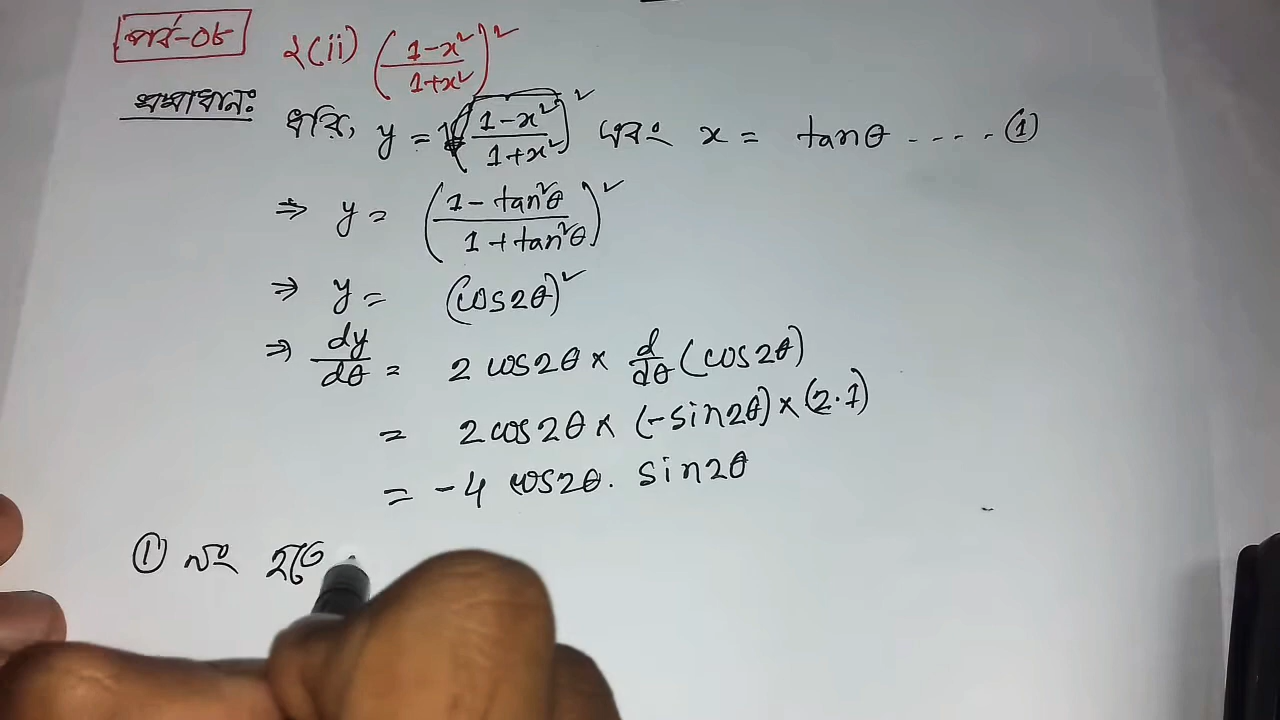 পর্ব-০৮ ২(ii) (1-x²/1+x²)²
সমাধান:
ধরি, y = (1-x²/1+x²)² এবং x = tanθ .... (1)
⇒ y = (1 - tan²θ/1 + tan²θ)²
⇒ y = (cos2θ)²
⇒ dy/dθ = 2 cos2θ × d/dθ (cos2θ)
= 2cos2θ × (-sin2θ) × (2·1)
= -4 cos2θ. sin2θ
① নং হতে